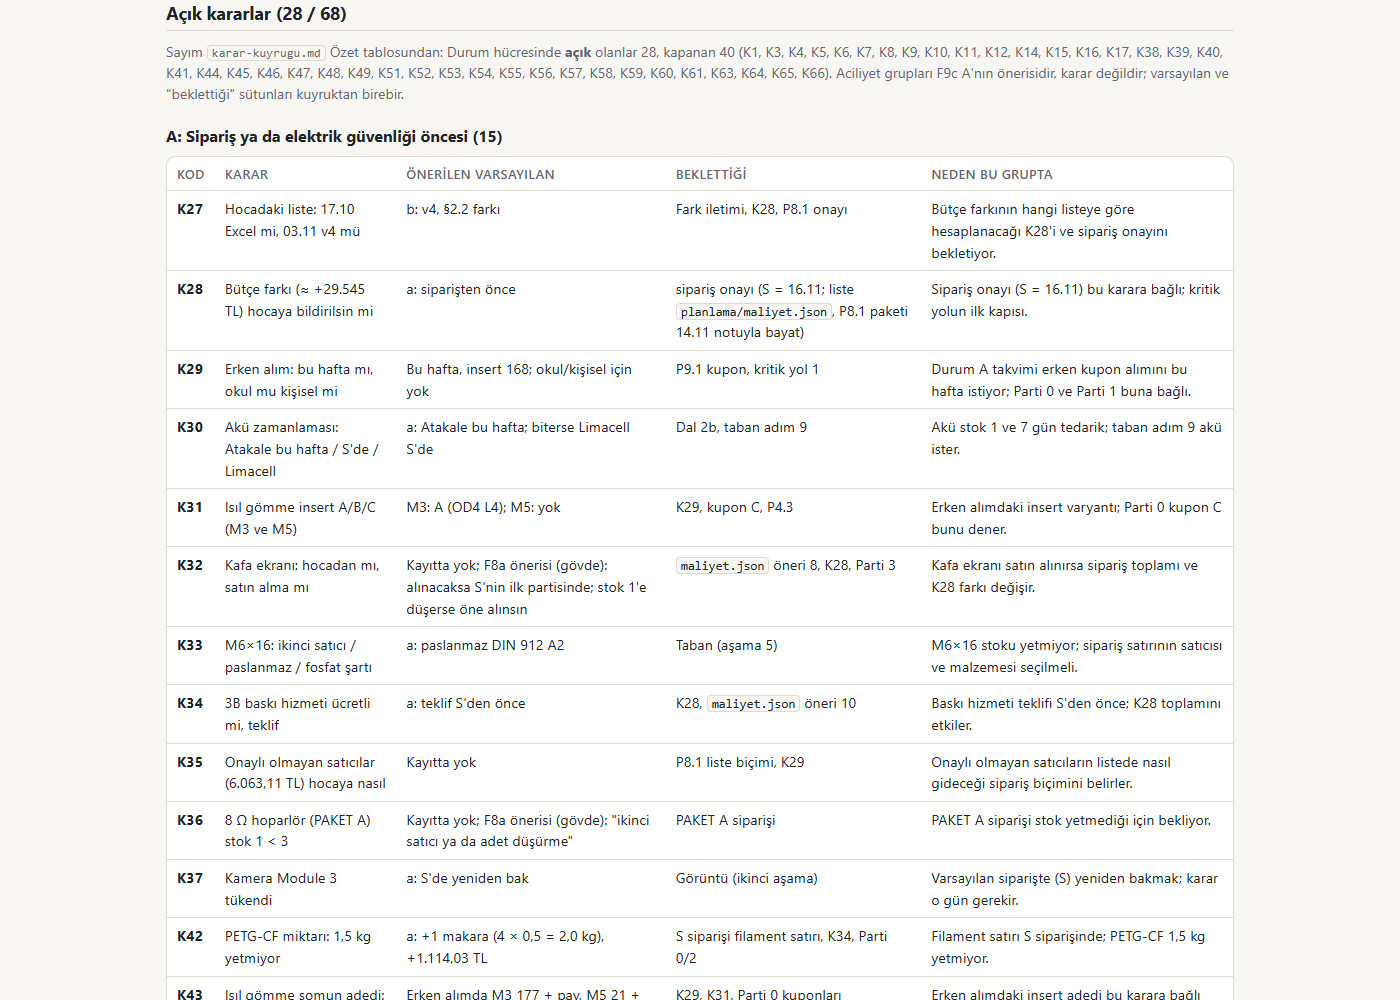 Açık kararlar (28 / 68)
Sayım karar-kuyrugu.md Özet tablosundan: Durum hücresinde açık olanlar 28, kapanan 40 (K1, K3, K4, K5, K6, K7, K8, K9, K10, K11, K12, K14, K15, K16, K17, K38, K39, K40,
K41, K44, K45, K46, K47, K48, K49, K51, K52, K53, K54, K55, K56, K57, K58, K59, K60, K61, K63, K64, K65, K66). Aciliyet grupları F9c A'nın önerisidir, karar değildir; varsayılan ve
"beklettiği" sütunları kuyruktan birebir.
A: Sipariş ya da elektrik güvenliği öncesi (15)
KOD KARAR ÖNERİLEN VARSAYILAN BEKLETTİĞİ NEDEN BU GRUPTA
K27 Hocadaki liste: 17.10 b: v4, §2.2 farkı Fark iletimi, K28, P8.1 onayı Bütçe farkının hangi listeye göre
Excel mi, 03.11 v4 mü hesaplanacağı K28'i ve sipariş onayını
bekletiyor.
K28 Bütçe farkı (≈ +29.545 a: siparişten önce sipariş onayı (S = 16.11; liste Sipariş onayı (S = 16.11) bu karara bağlı; kritik
TL) hocaya bildirilsin mi planlama/maliyet.json, P8.1 paketi yolun ilk kapısı.
14.11 notuyla bayat)
K29 Erken alım: bu hafta mı, Bu hafta, insert 168; okul/kişisel için P9.1 kupon, kritik yol 1 Durum A takvimi erken kupon alımını bu
okul mu kişisel mi yok hafta istiyor; Parti 0 ve Parti 1 buna bağlı.
K30 Akü zamanlaması: a: Atakale bu hafta; biterse Limacell Dal 2b, taban adım 9 Akü stok 1 ve 7 gün tedarik; taban adım 9 akü
Atakale bu hafta / S'de / S'de ister.
Limacell
K31 Isıl gömme insert A/B/C M3: A (OD4 L4); M5: yok K29, kupon C, P4.3 Erken alımdaki insert varyantı; Parti 0 kupon C
(M3 ve M5) bunu dener.
K32 Kafa ekranı: hocadan mı, Kayıtta yok; F8a önerisi (gövde): maliyet.json öneri 8, K28, Parti 3 Kafa ekranı satın alınırsa sipariş toplamı ve
satın alma mı alınacaksa S'nin ilk partisinde; stok 1'e K28 farkı değişir.
düşerse öne alınsın
K33 M6×16: ikinci satıcı / a: paslanmaz DIN 912 A2 Taban (aşama 5) M6×16 stoku yetmiyor; sipariş satırının satıcısı
paslanmaz / fosfat şartı ve malzemesi seçilmeli.
K34 3B baskı hizmeti ücretli a: teklif S'den önce K28, maliyet.json öneri 10 Baskı hizmeti teklifi S'den önce; K28 toplamını
mi, teklif etkiler.
K35 Onaylı olmayan satıcılar Kayıtta yok P8.1 liste biçimi, K29 Onaylı olmayan satıcıların listede nasıl
(6.063,11 TL) hocaya nasıl gideceği sipariş biçimini belirler.
K36 8 Ω hoparlör (PAKET A) Kayıtta yok; F8a önerisi (gövde): "ikinci PAKET A siparişi PAKET A siparişi stok yetmediği için bekliyor.
stok 1 < 3 satıcı ya da adet düşürme"
K37 Kamera Module 3 a: S'de yeniden bak Görüntü (ikinci aşama) Varsayılan siparişte (S) yeniden bakmak; karar
tükendi o gün gerekir.
K42 PETG-CF miktarı: 1,5 kg a: +1 makara (4 × 0,5 = 2,0 kg), S siparişi filament satırı, K34, Parti Filament satırı S siparişinde; PETG-CF 1,5 kg
yetmiyor +1.114,03 TL 0/2 yetmiyor.
K43 Isıl gömme somun adedi: Erken alımda M3 177 + pay, M5 21 + K29, K31, Parti 0 kuponları Erken alımdaki insert adedi bu karara bağlı